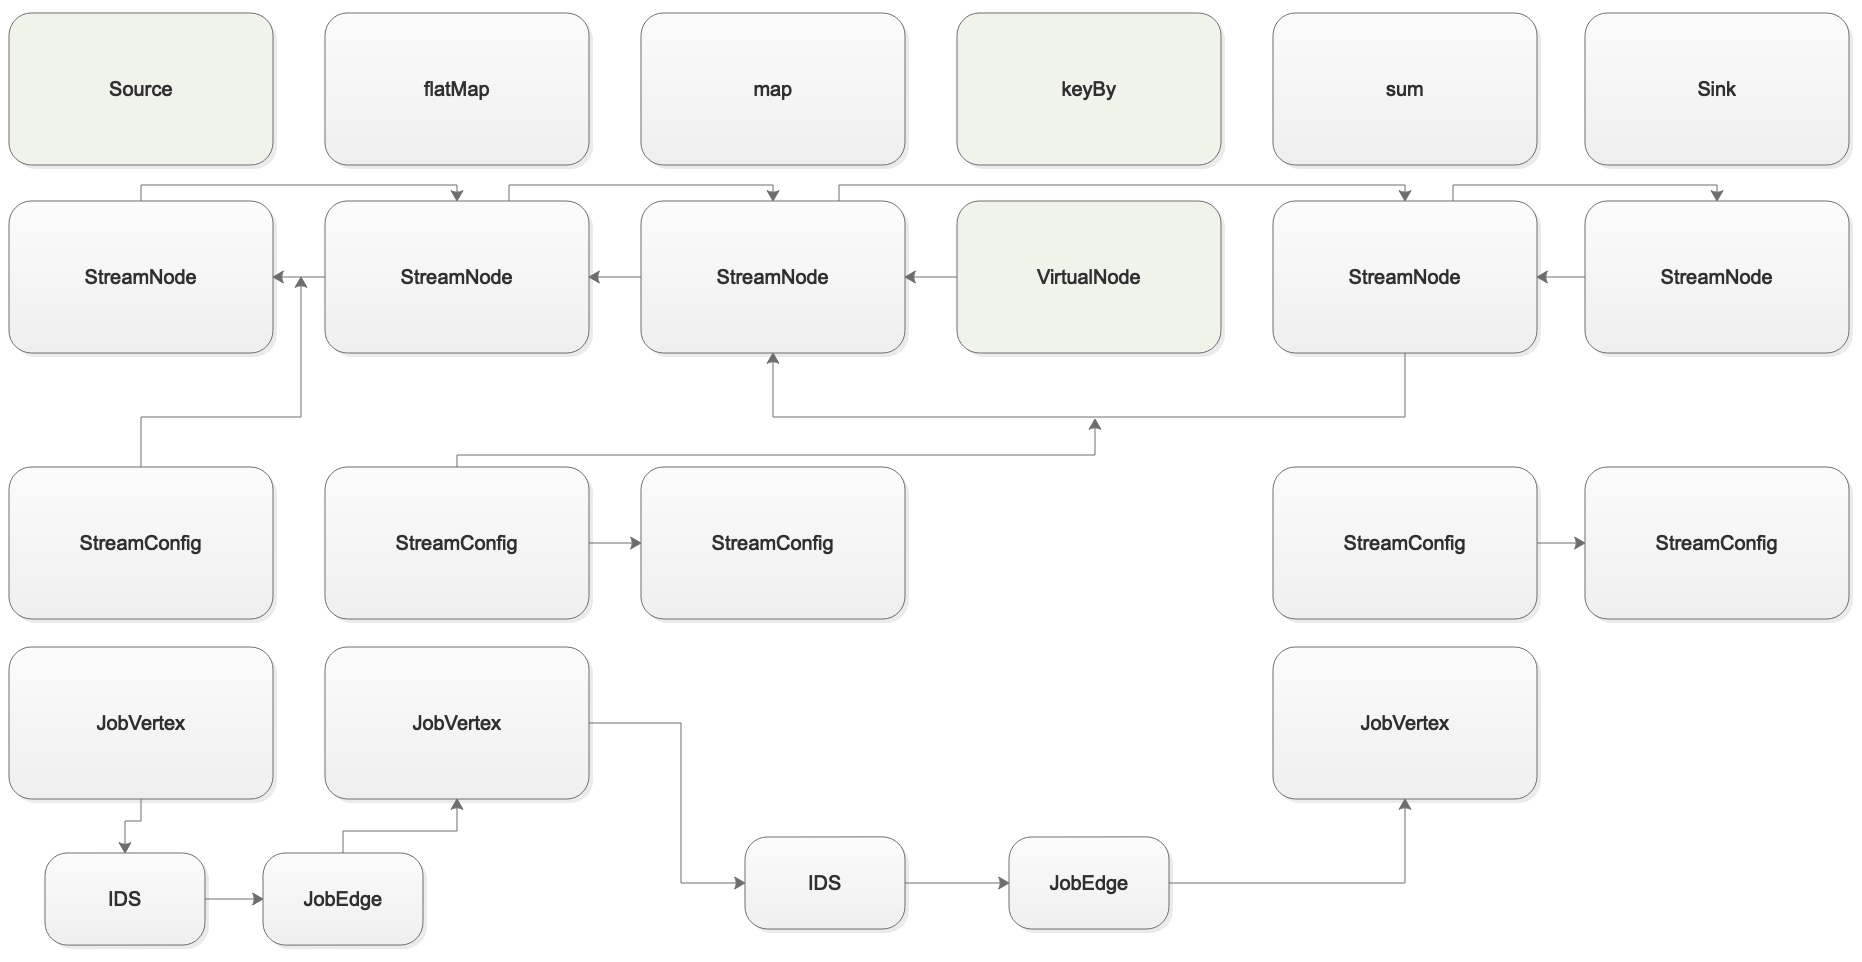 Source
flatMap
map
keyBy
sum
Sink
StreamNode
StreamNode
StreamNode
VirtualNode
StreamNode
StreamNode
StreamConfig
StreamConfig
StreamConfig
StreamConfig
StreamConfig
JobVertex
JobVertex
JobVertex
IDS
JobEdge
IDS
JobEdge